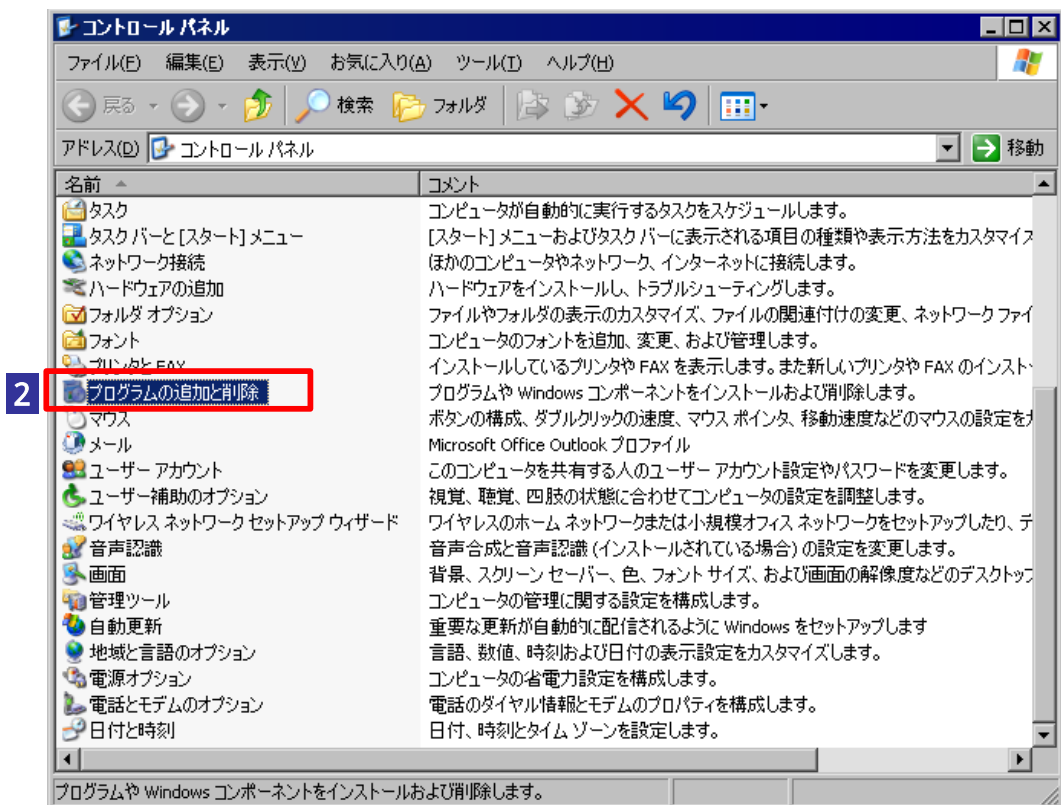 コントロール パネル
ファイル(F) 編集(E) 表示(V) お気に入り(A) ツール(T) ヘルプ(H)
戻る 検索 フォルダ
アドレス(D) コントロール パネル 移動
名前 コメント
タスク コンピュータが自動的に実行するタスクをスケジュールします。
タスク バーと [スタート] メニュー [スタート] メニューおよびタスク バーに表示される項目の種類や表示方法をカスタマイズ
ネットワーク接続 ほかのコンピュータやネットワーク、インターネットに接続します。
ハードウェアの追加 ハードウェアをインストールし、トラブルシューティングします。
フォルダ オプション ファイルやフォルダの表示のカスタマイズ、ファイルの関連付けの変更、ネットワーク ファイ
フォント コンピュータのフォントを追加、変更、および管理します。
プリンタと FAX インストールしているプリンタや FAX を表示します。また新しいプリンタや FAX のインスト
2 プログラムの追加と削除 プログラムや Windows コンポーネントをインストールおよび削除します。
マウス ボタンの構成、ダブルクリックの速度、マウス ポインタ、移動速度などのマウスの設定を
メール Microsoft Office Outlook プロファイル
ユーザー アカウント このコンピュータを共有する人のユーザー アカウント設定やパスワードを変更します。
ユーザー補助のオプション 視覚、聴覚、四肢の状態に合わせてコンピュータの設定を調整します。
ワイヤレス ネットワーク セットアップ ウィザード ワイヤレスのホーム ネットワークまたは小規模オフィス ネットワークをセットアップしたり、デ
音声認識 音声合成と音声認識 (インストールされている場合) の設定を変更します。
画面 背景、スクリーン セーバー、色、フォント サイズ、および画面の解像度などのデスクトップ
管理ツール コンピュータの管理に関する設定を構成します。
自動更新 重要な更新が自動的に配信されるように Windows をセットアップします
地域と言語のオプション 言語、数値、時刻および日付の表示設定をカスタマイズします。
電源オプション コンピュータの省電力設定を構成します。
電話とモデムのオプション 電話のダイヤル情報とモデムのプロパティを構成します。
日付と時刻 日付、時刻とタイム ゾーンを設定します。
プログラムや Windows コンポーネントをインストールおよび削除します。